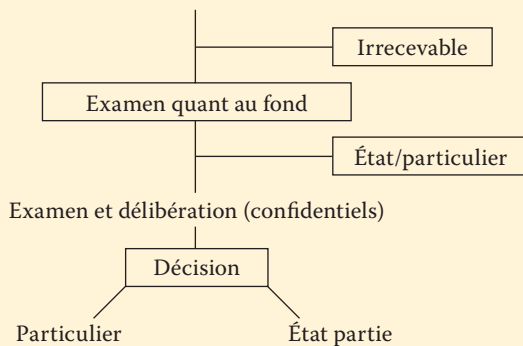 Irrecevable
Examen quant au fond
État/particulier
Examen et délibération (confidentiels)
Décision
Particulier
État partie